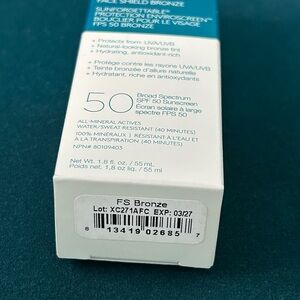 FACE SHIELD BRONZE
SUNFORGETTABLE®
PROTECTION ENVIROSCREEN™
BOUCLIER POUR LE VISAGE
FPS 50 BRONZE
+ Protects from UVA/UVB
+ Natural-looking bronze tint
+ Hydrating, antioxidant-rich
+ Protège contre les rayons UVA/UVB
+ Teinte bronzée d'allure naturelle
+ Hydratant, riche en antioxydants
50
Broad Spectrum
SPF 50 Sunscreen
Écran solaire à large
spectre FPS 50
ALL-MINERAL ACTIVES
WATER/SWEAT RESISTANT (40 MINUTES)
100% MINÉRAUX | RÉSISTANT À L'EAU ET
À LA TRANSPIRATION (40 MINUTES)
NPN# 80109403
Net Wt. 1.8 fl. oz. / 55 mL
Poids net. 1,8 oz liq. / 55 mL
FS Bronze
Lot: XC271AFC EXP: 03/27
8 13419 02685 7